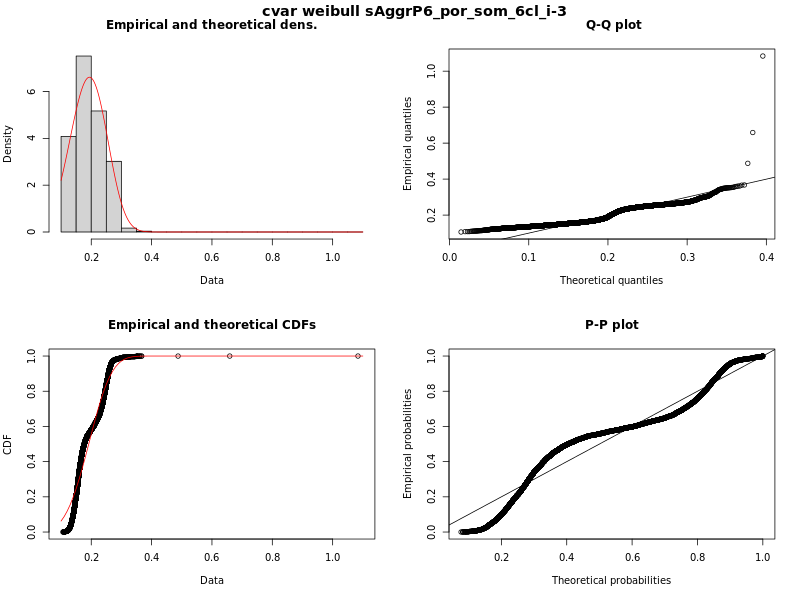 cvar weibull sAggrP6_por_som_6cl_i-3
Empirical and theoretical dens.
Density
0 2 4 6
0.2 0.4 0.6 0.8 1.0
Data
Q-Q plot
Empirical quantiles
0.2 0.4 0.6 0.8 1.0
0.0 0.1 0.2 0.3 0.4
Theoretical quantiles
Empirical and theoretical CDFs
CDF
0.0 0.2 0.4 0.6 0.8 1.0
0.2 0.4 0.6 0.8 1.0
Data
P-P plot
Empirical probabilities
0.0 0.2 0.4 0.6 0.8 1.0
0.2 0.4 0.6 0.8 1.0
Theoretical probabilities